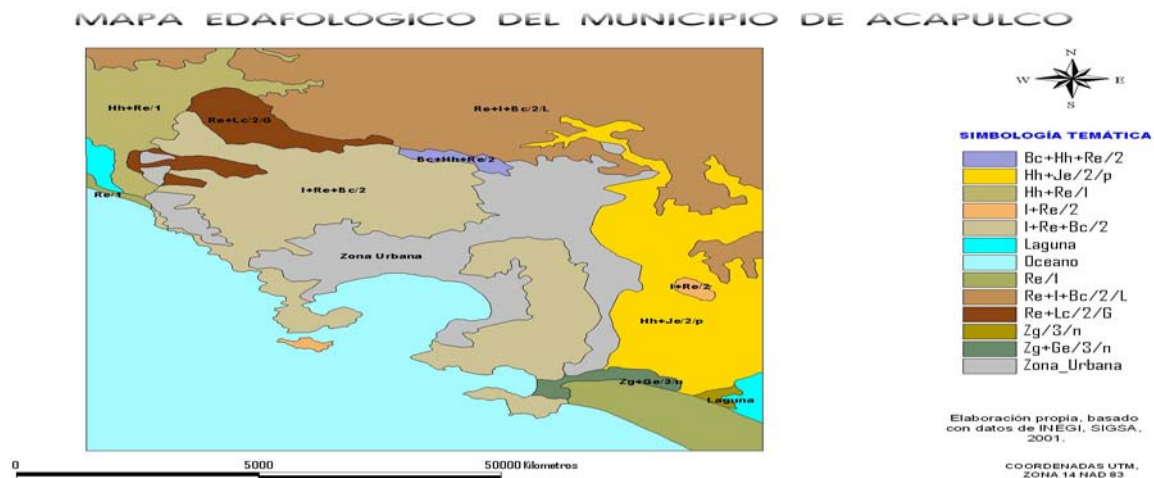 MAPA EDAFOLÓGICO DEL MUNICIPIO DE ACAPULCO
N
W E
S
Hh+Re/1
Re+Lc/2/G
Re+I+Bc/2/L
Bc+Hh+Re/2
Re/1
I+Re+Bc/2
Zona Urbana
I+Re/2
Hh+Je/2/p
Zg+Ge/3/n
Laguna
SIMBOLOGÍA TEMÁTICA
Bc+Hh+Re/2
Hh+Je/2/p
Hh+Re/1
I+Re/2
I+Re+Bc/2
Laguna
Oceano
Re/1
Re+I+Bc/2/L
Re+Lc/2/G
Zg/3/n
Zg+Ge/3/n
Zona_Urbana
Elaboración propia, basado
con datos de INEGI, SIGSA,
2001.
COORDENADAS UTM,
ZONA 14 NAD 83
0 5000 50000 Kilometros